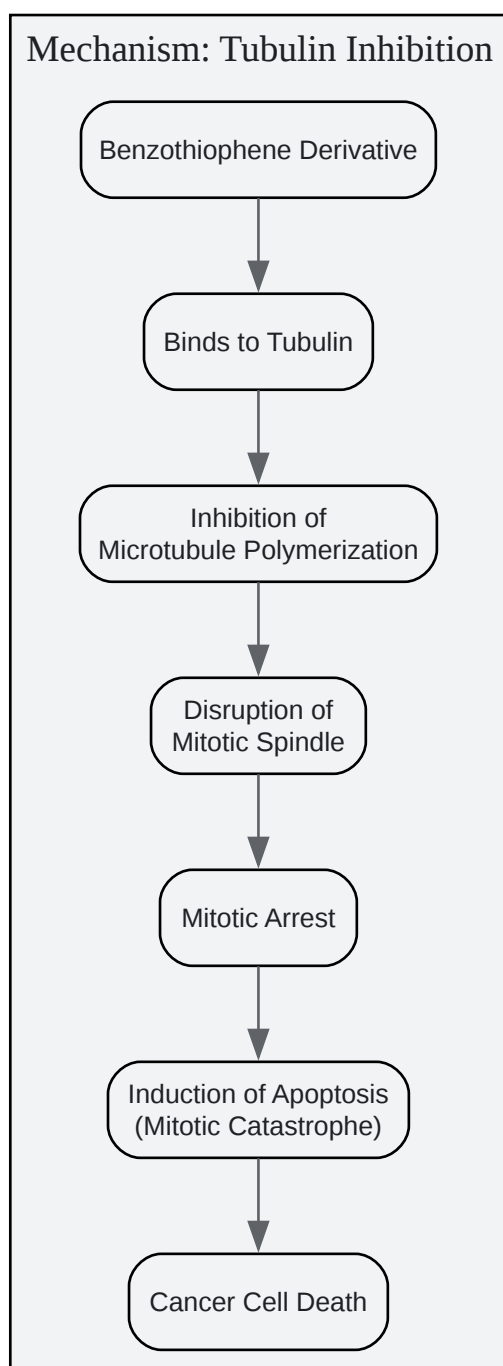 Mechanism: Tubulin Inhibition
Benzothiophene Derivative
Binds to Tubulin
Inhibition of
Microtubule Polymerization
Disruption of
Mitotic Spindle
Mitotic Arrest
Induction of Apoptosis
(Mitotic Catastrophe)
Cancer Cell Death